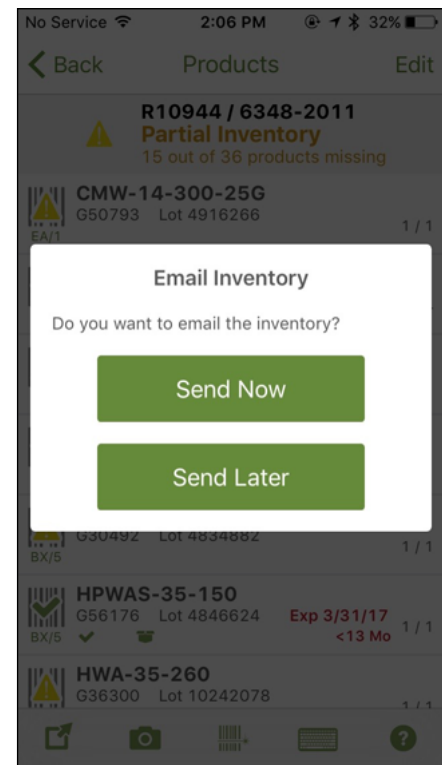 No Service 2:06 PM 32%
Back Products Edit
R10944 / 6348-2011
Partial Inventory
15 out of 36 products missing
CMW-14-300-25G
G50793 Lot 4916266
EA/1 1 / 1
Email Inventory
Do you want to email the inventory?
Send Now
Send Later
G30492 Lot 4834882
BX/5 1 / 1
HPWAS-35-150
G56176 Lot 4846624 Exp 3/31/17 1 / 1
BX/5 <13 Mo
HWA-35-260
G36300 Lot 10242078
1 / 1
?